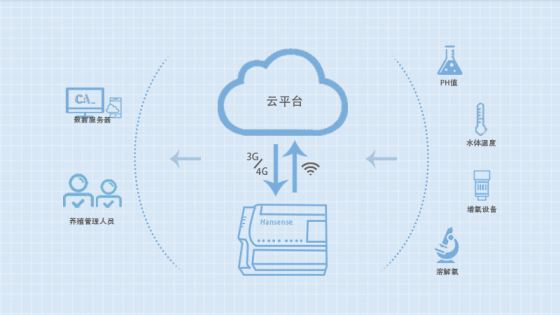 云平台
C:\_
数据服务器
养殖管理人员
3G/4G
Hansense
PH值
水体温度
增氧设备
溶解氧